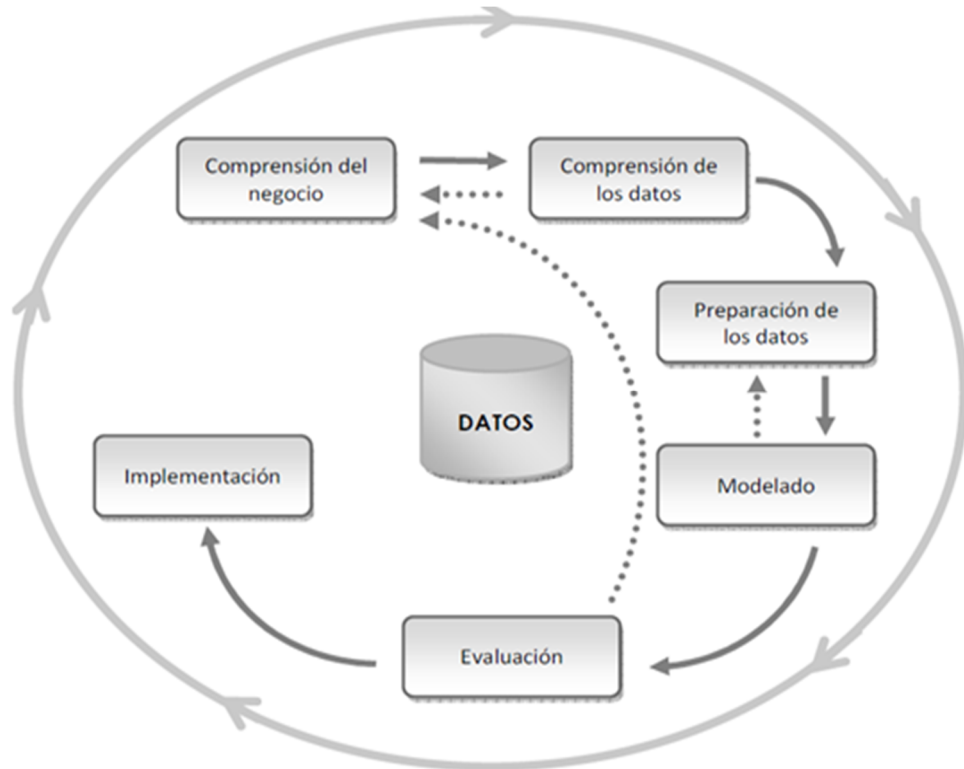 Comprensión del
negocio
Comprensión de
los datos
Preparación de
los datos
DATOS
Implementación
Modelado
Evaluación